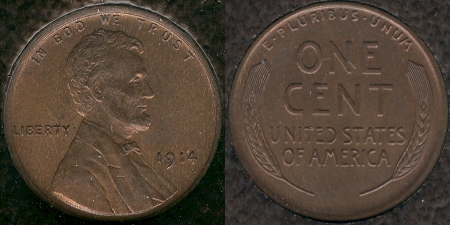 IN GOD WE TRUST
LIBERTY
1914
E·PLURIBUS·UNUM
ONE
CENT
UNITED STATES
OF AMERICA